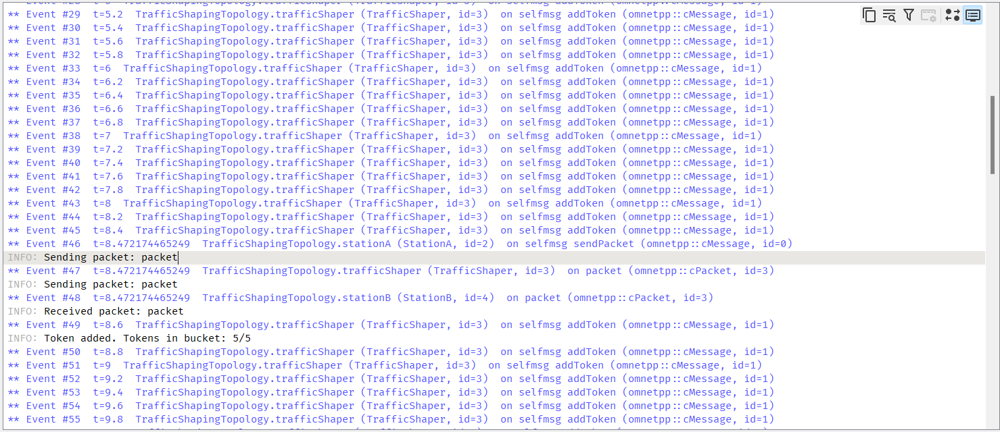 ** Event #28 t=5 TrafficShapingTopology.trafficShaper (TrafficShaper, id=3) on selfmsg addToken (omnetpp::cMessage, id=1)
** Event #29 t=5.2 TrafficShapingTopology.trafficShaper (TrafficShaper, id=3) on selfmsg addToken (omnetpp::cMessage, id=1)
** Event #30 t=5.4 TrafficShapingTopology.trafficShaper (TrafficShaper, id=3) on selfmsg addToken (omnetpp::cMessage, id=1)
** Event #31 t=5.6 TrafficShapingTopology.trafficShaper (TrafficShaper, id=3) on selfmsg addToken (omnetpp::cMessage, id=1)
** Event #32 t=5.8 TrafficShapingTopology.trafficShaper (TrafficShaper, id=3) on selfmsg addToken (omnetpp::cMessage, id=1)
** Event #33 t=6 TrafficShapingTopology.trafficShaper (TrafficShaper, id=3) on selfmsg addToken (omnetpp::cMessage, id=1)
** Event #34 t=6.2 TrafficShapingTopology.trafficShaper (TrafficShaper, id=3) on selfmsg addToken (omnetpp::cMessage, id=1)
** Event #35 t=6.4 TrafficShapingTopology.trafficShaper (TrafficShaper, id=3) on selfmsg addToken (omnetpp::cMessage, id=1)
** Event #36 t=6.6 TrafficShapingTopology.trafficShaper (TrafficShaper, id=3) on selfmsg addToken (omnetpp::cMessage, id=1)
** Event #37 t=6.8 TrafficShapingTopology.trafficShaper (TrafficShaper, id=3) on selfmsg addToken (omnetpp::cMessage, id=1)
** Event #38 t=7 TrafficShapingTopology.trafficShaper (TrafficShaper, id=3) on selfmsg addToken (omnetpp::cMessage, id=1)
** Event #39 t=7.2 TrafficShapingTopology.trafficShaper (TrafficShaper, id=3) on selfmsg addToken (omnetpp::cMessage, id=1)
** Event #40 t=7.4 TrafficShapingTopology.trafficShaper (TrafficShaper, id=3) on selfmsg addToken (omnetpp::cMessage, id=1)
** Event #41 t=7.6 TrafficShapingTopology.trafficShaper (TrafficShaper, id=3) on selfmsg addToken (omnetpp::cMessage, id=1)
** Event #42 t=7.8 TrafficShapingTopology.trafficShaper (TrafficShaper, id=3) on selfmsg addToken (omnetpp::cMessage, id=1)
** Event #43 t=8 TrafficShapingTopology.trafficShaper (TrafficShaper, id=3) on selfmsg addToken (omnetpp::cMessage, id=1)
** Event #44 t=8.2 TrafficShapingTopology.trafficShaper (TrafficShaper, id=3) on selfmsg addToken (omnetpp::cMessage, id=1)
** Event #45 t=8.4 TrafficShapingTopology.trafficShaper (TrafficShaper, id=3) on selfmsg addToken (omnetpp::cMessage, id=1)
** Event #46 t=8.472174465249 TrafficShapingTopology.stationA (StationA, id=2) on selfmsg sendPacket (omnetpp::cMessage, id=0)
INFO: Sending packet: packet
** Event #47 t=8.472174465249 TrafficShapingTopology.trafficShaper (TrafficShaper, id=3) on packet (omnetpp::cPacket, id=3)
INFO: Sending packet: packet
** Event #48 t=8.472174465249 TrafficShapingTopology.stationB (StationB, id=4) on packet (omnetpp::cPacket, id=3)
INFO: Received packet: packet
** Event #49 t=8.6 TrafficShapingTopology.trafficShaper (TrafficShaper, id=3) on selfmsg addToken (omnetpp::cMessage, id=1)
INFO: Token added. Tokens in bucket: 5/5
** Event #50 t=8.8 TrafficShapingTopology.trafficShaper (TrafficShaper, id=3) on selfmsg addToken (omnetpp::cMessage, id=1)
** Event #51 t=9 TrafficShapingTopology.trafficShaper (TrafficShaper, id=3) on selfmsg addToken (omnetpp::cMessage, id=1)
** Event #52 t=9.2 TrafficShapingTopology.trafficShaper (TrafficShaper, id=3) on selfmsg addToken (omnetpp::cMessage, id=1)
** Event #53 t=9.4 TrafficShapingTopology.trafficShaper (TrafficShaper, id=3) on selfmsg addToken (omnetpp::cMessage, id=1)
** Event #54 t=9.6 TrafficShapingTopology.trafficShaper (TrafficShaper, id=3) on selfmsg addToken (omnetpp::cMessage, id=1)
** Event #55 t=9.8 TrafficShapingTopology.trafficShaper (TrafficShaper, id=3) on selfmsg addToken (omnetpp::cMessage, id=1)